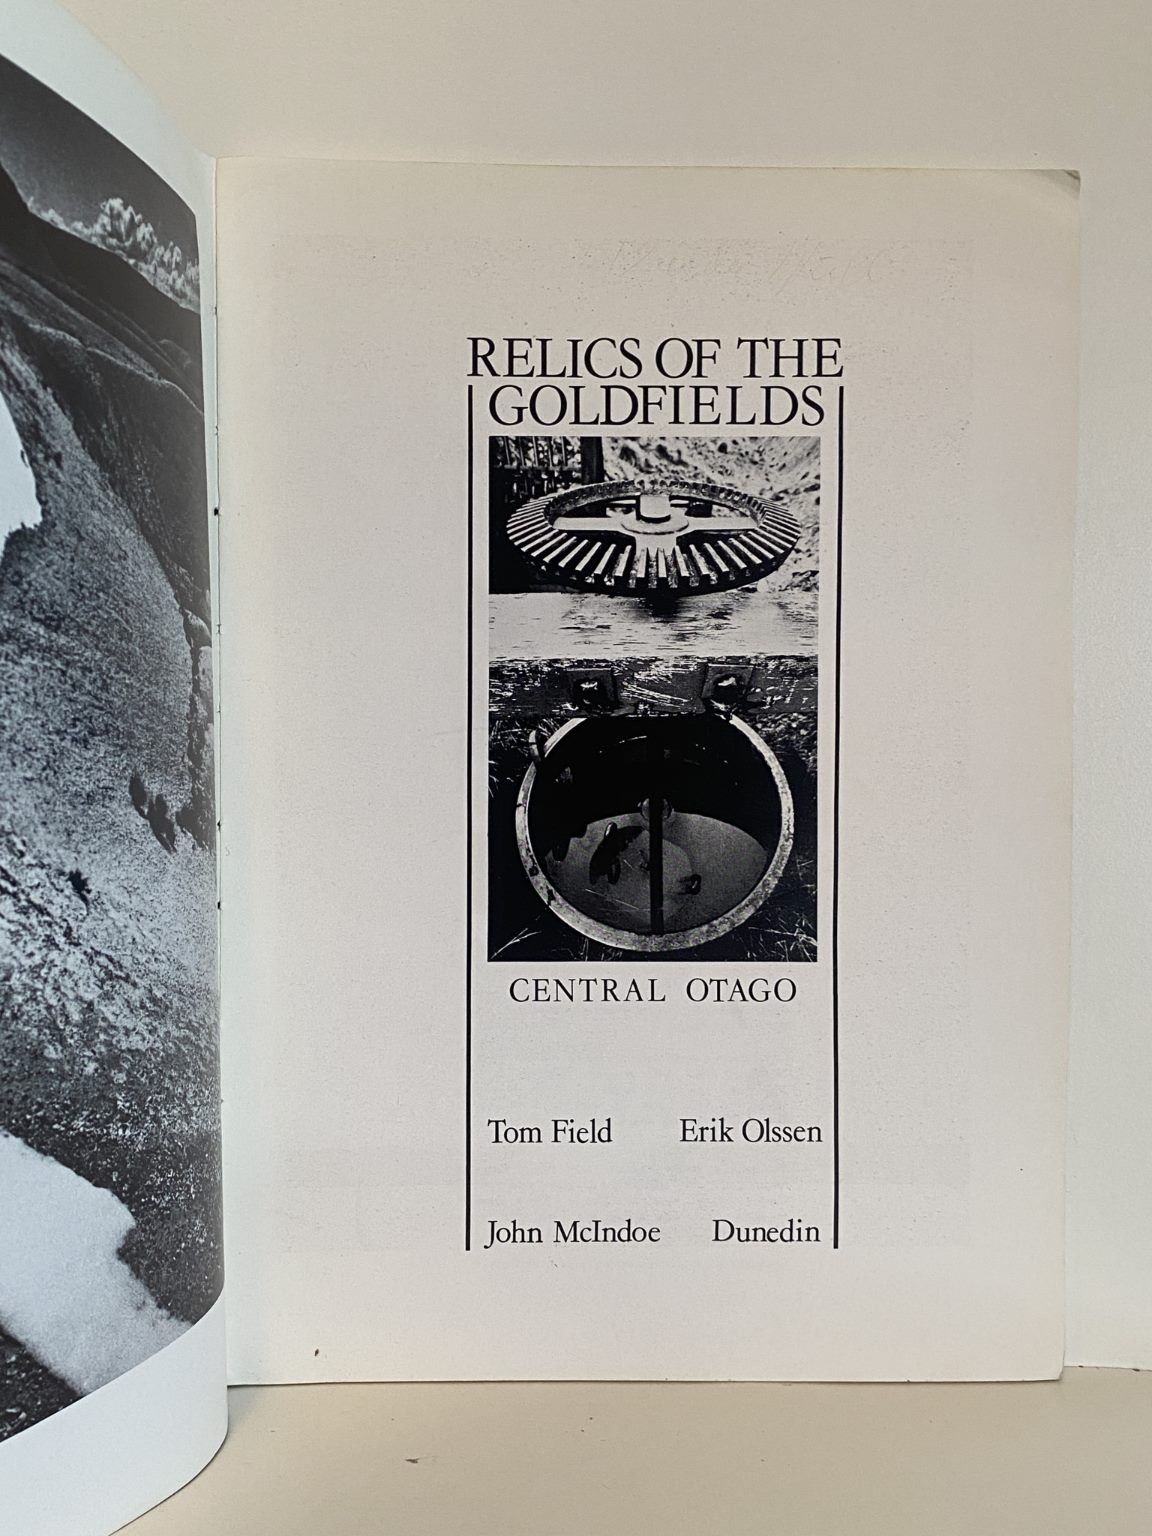 RELICS OF THE
GOLDFIELDS
CENTRAL OTAGO
Tom Field Erik Olssen
John McIndoe Dunedin